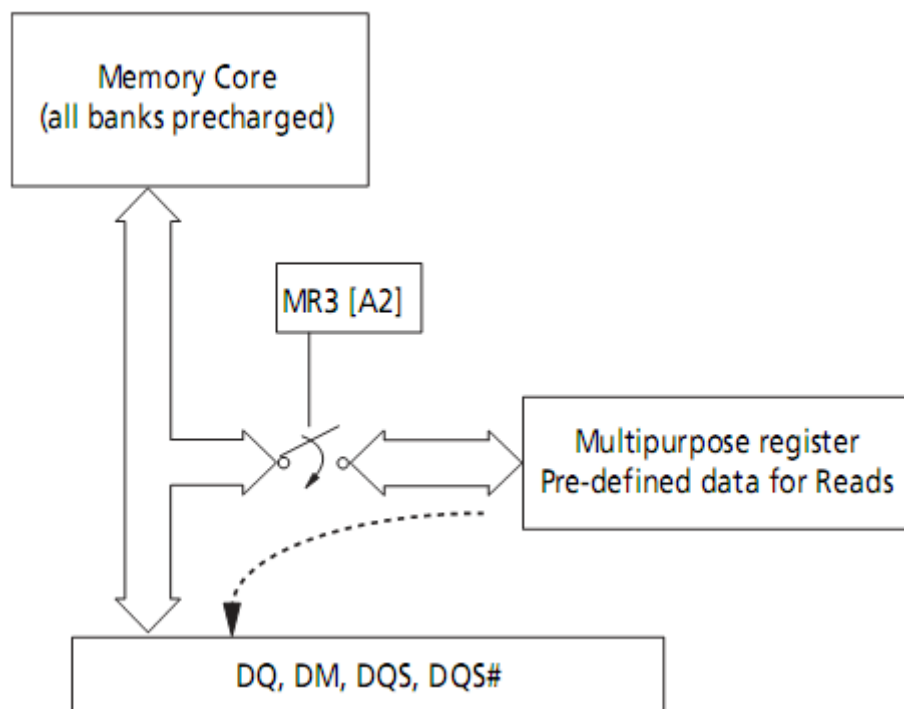 Memory Core
(all banks precharged)
MR3 [A2]
Multipurpose register
Pre-defined data for Reads
DQ, DM, DQS, DQS#